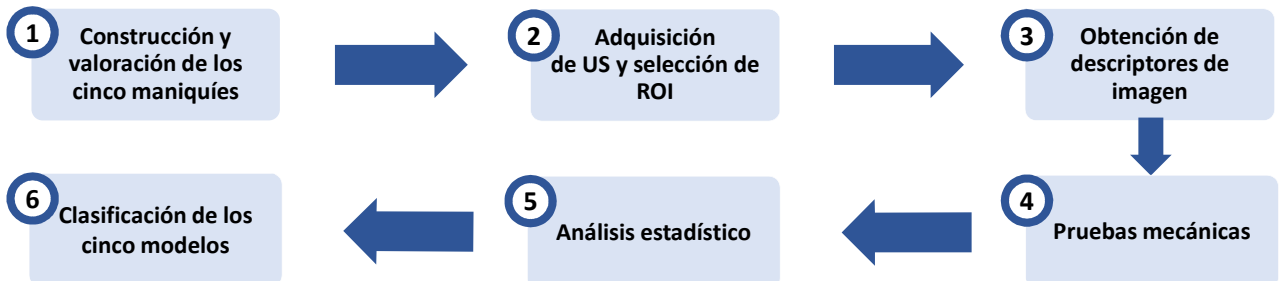 1
Construcción y
valoración de los
cinco maniquíes
2
Adquisición
de US y selección de
ROI
3
Obtención de
descriptores de
imagen
4
Pruebas mecánicas
5
Análisis estadístico
6
Clasificación de los
cinco modelos